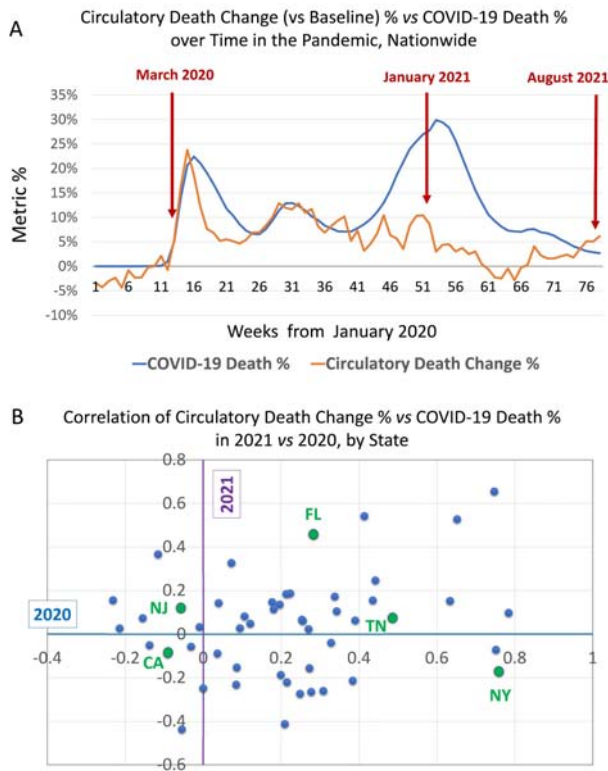 A
Circulatory Death Change (vs Baseline) % vs COVID-19 Death %
over Time in the Pandemic, Nationwide
March 2020
January 2021
August 2021
35%
30%
25%
20%
15%
10%
5%
0%
-5%
-10%
Metric %
1 6 11 16 21 26 31 36 41 46 51 56 61 66 71 76
Weeks from January 2020
COVID-19 Death % Circulatory Death Change %
B
Correlation of Circulatory Death Change % vs COVID-19 Death %
in 2021 vs 2020, by State
0.8
0.6
0.4
0.2
0
-0.2
-0.4
-0.6
2021
2020
FL
NJ
TN
CA
NY
-0.4 -0.2 0 0.2 0.4 0.6 0.8 1